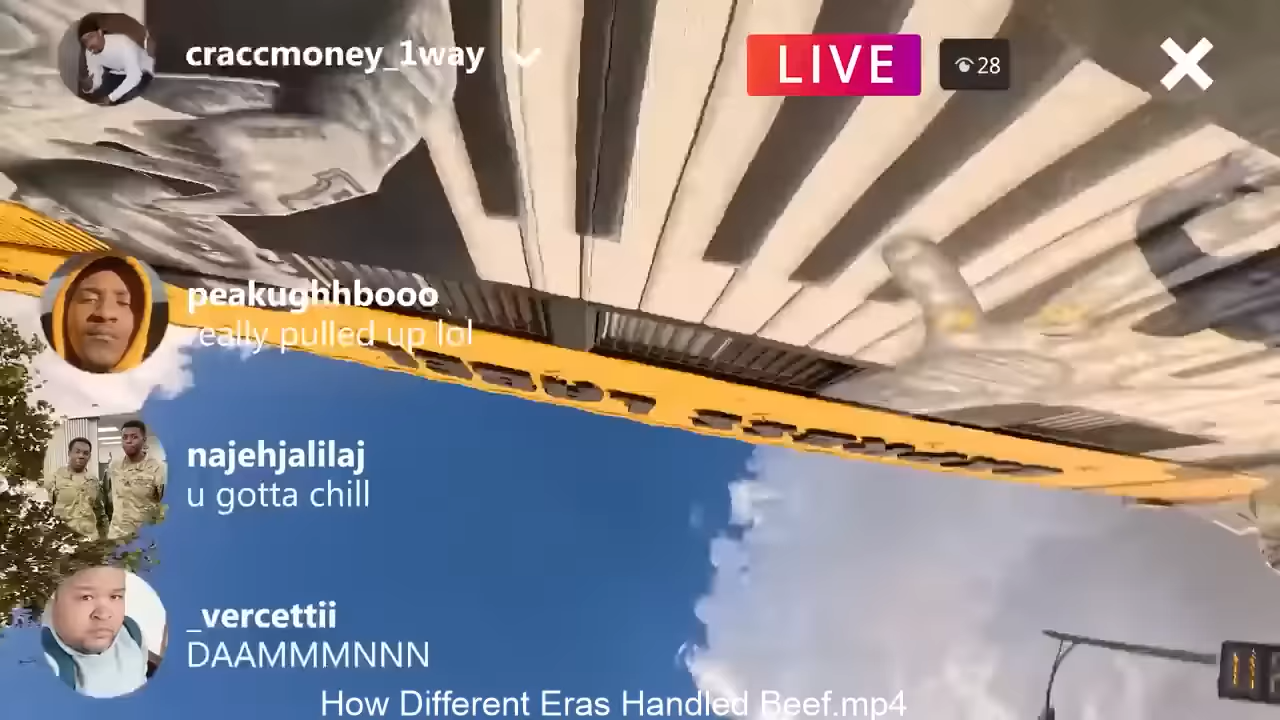 craccmoney_1way
LIVE
28
peakughhbooo
eally pulled up lol
najehjalilaj
u gotta chill
_vercettii
DAAMMMNNN
How Different Eras Handled Beef.mp4